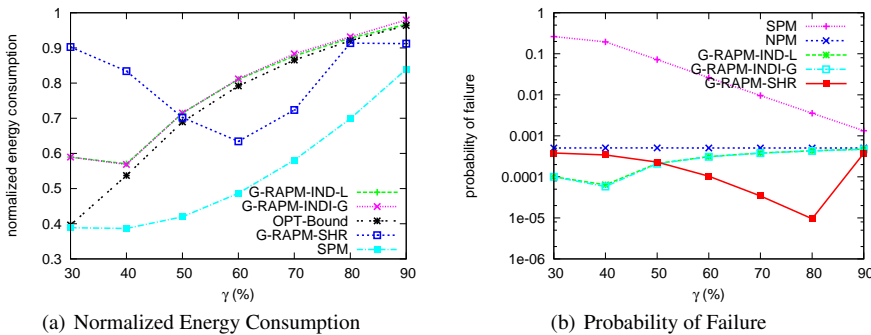 normalized energy consumption
1
0.9
0.8
0.7
0.6
0.5
0.4
0.3
30 40 50 60 70 80 90
γ (%)
G-RAPM-IND-L
G-RAPM-INDI-G
OPT-Bound
G-RAPM-SHR
SPM
(a) Normalized Energy Consumption
probability of failure
1
0.1
0.01
0.001
0.0001
1e-05
1e-06
30 40 50 60 70 80 90
γ (%)
SPM
NPM
G-RAPM-IND-L
G-RAPM-INDI-G
G-RAPM-SHR
(b) Probability of Failure